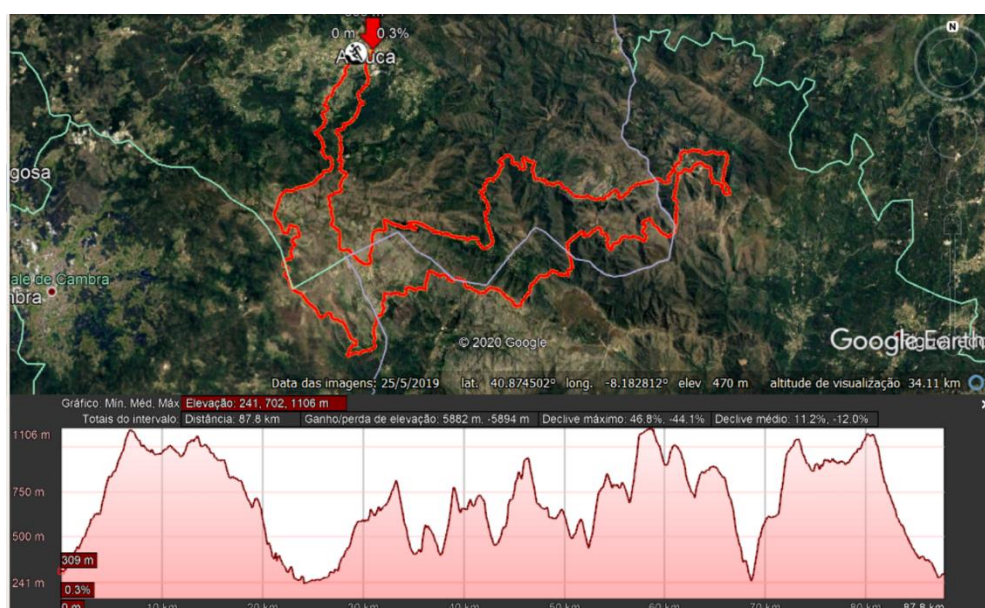 0 m 0.3%
A uca
gosa
ale de Cambra
nbra
© 2020 Google
Google Earth
Data das imagens: 25/5/2019 lat. 40.874502° long. -8.182812° elev 470 m altitude de visualização 34.11 km
N
Gráfico: Mín. Méd. Máx Elevação: 241, 702, 1106 m
Totais do intervalo: Distância: 87.8 km Ganho/perda de elevação: 5882 m, -5894 m Declive máximo: 46.8%, -44.1% Declive médio: 11.2%, -12.0%
1106 m
750 m
500 m
309 m
241 m
0.3%
0 m 10 km 20 km 30 km 40 km 50 km 60 km 70 km 80 km 87.8 km